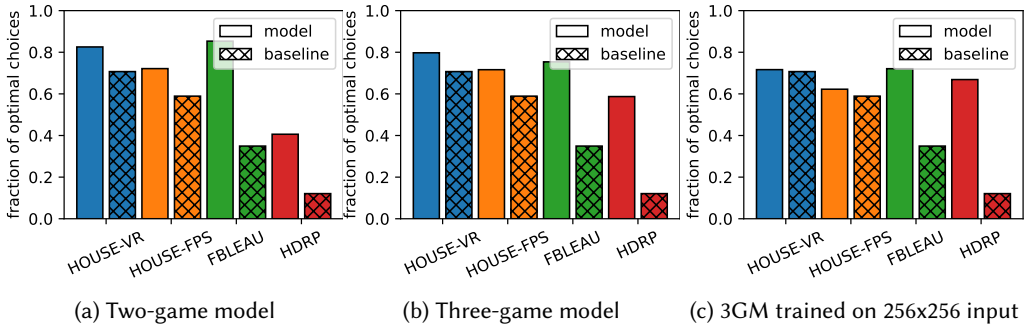 fraction of optimal choices
1.0
0.8
0.6
0.4
0.2
0.0
model
baseline
HOUSE-VR
HOUSE-FPS
FBLEAU
HDRP
(a) Two-game model
fraction of optimal choices
1.0
0.8
0.6
0.4
0.2
0.0
model
baseline
HOUSE-VR
HOUSE-FPS
FBLEAU
HDRP
(b) Three-game model
fraction of optimal choices
1.0
0.8
0.6
0.4
0.2
0.0
model
baseline
HOUSE-VR
HOUSE-FPS
FBLEAU
HDRP
(c) 3GM trained on 256x256 input